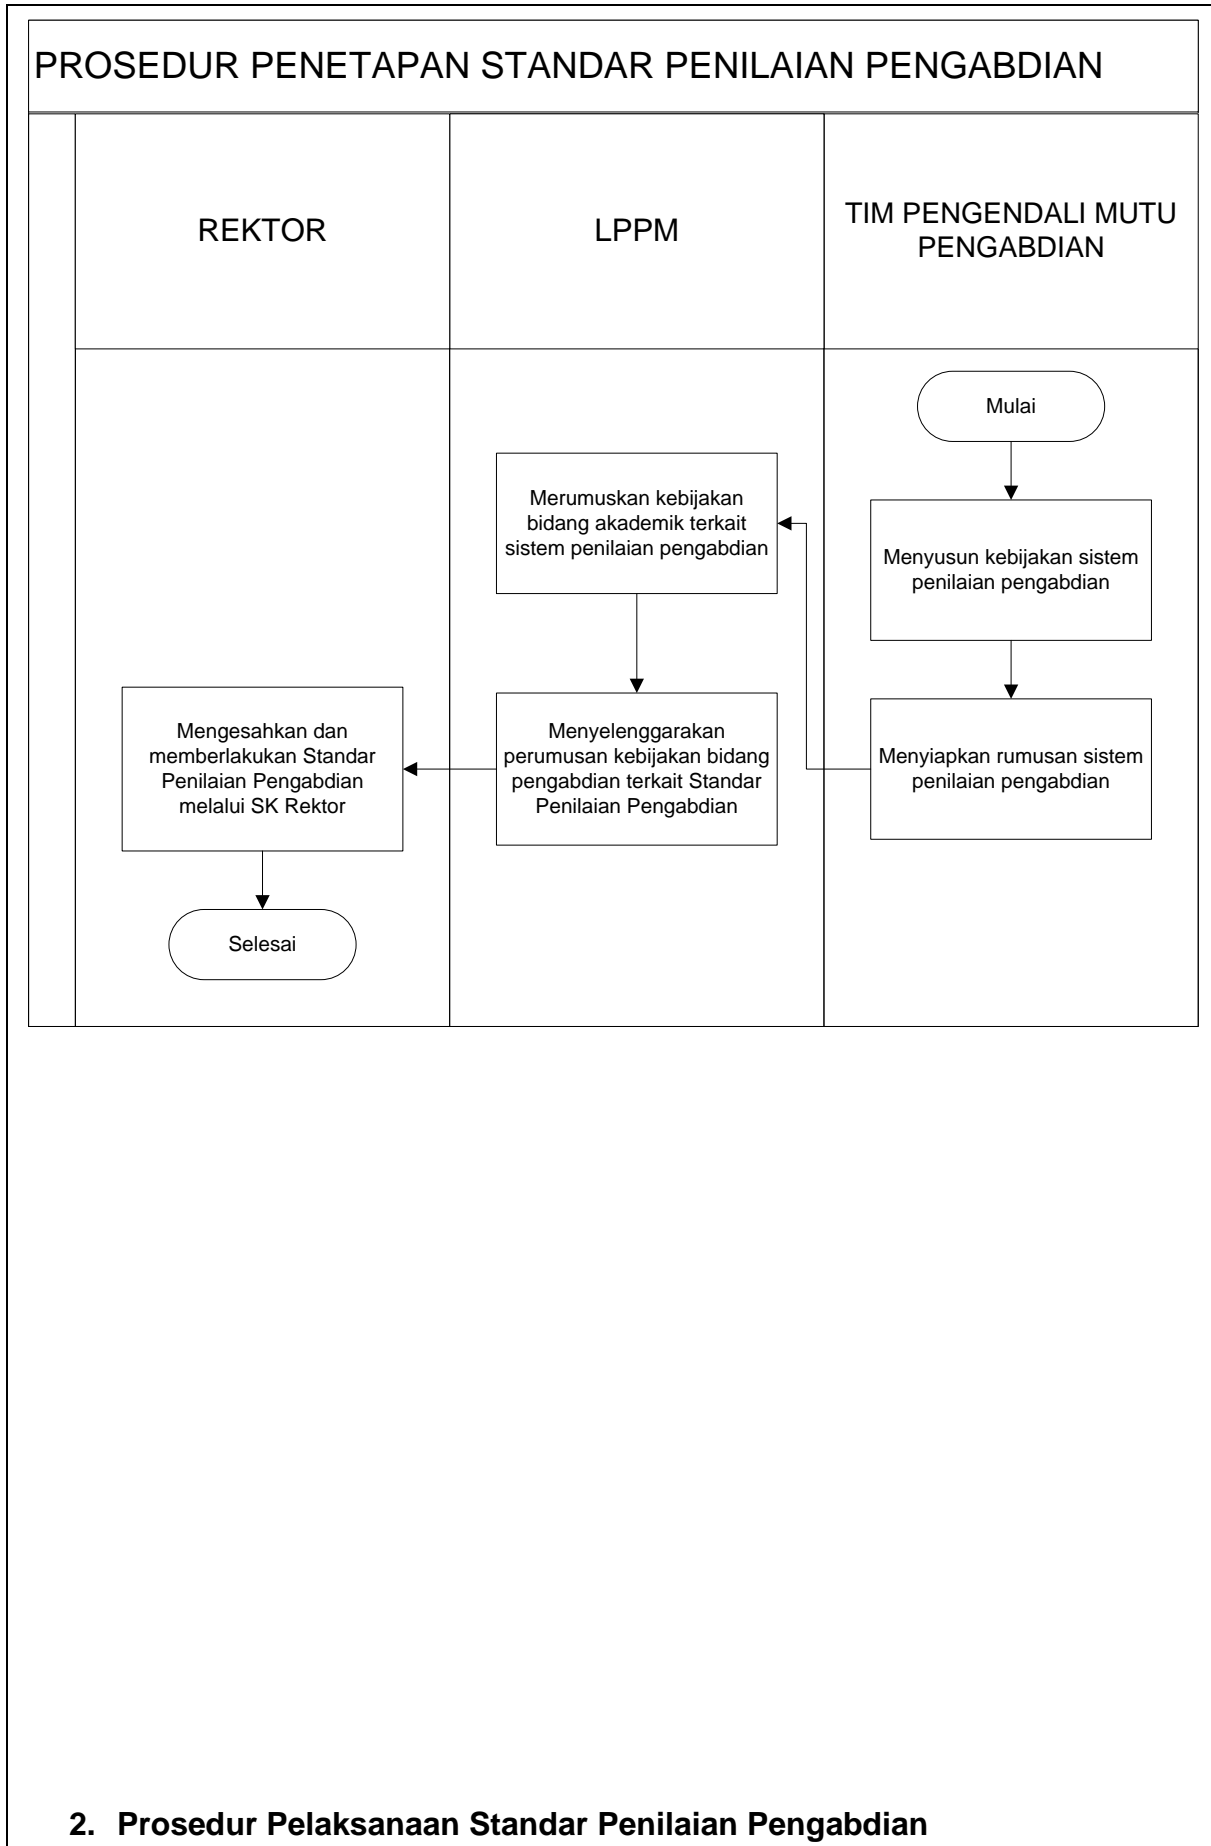 PROSEDUR PENETAPAN STANDAR PENILAIAN PENGABDIAN
REKTOR
LPPM
TIM PENGENDALI MUTU
PENGABDIAN
Mulai
Menyusun kebijakan sistem
penilaian pengabdian
Menyiapkan rumusan sistem
penilaian pengabdian
Merumuskan kebijakan
bidang akademik terkait
sistem penilaian pengabdian
Menyelenggarakan
perumusan kebijakan bidang
pengabdian terkait Standar
Penilaian Pengabdian
Mengesahkan dan
memberlakukan Standar
Penilaian Pengabdian
melalui SK Rektor
Selesai
2. Prosedur Pelaksanaan Standar Penilaian Pengabdian